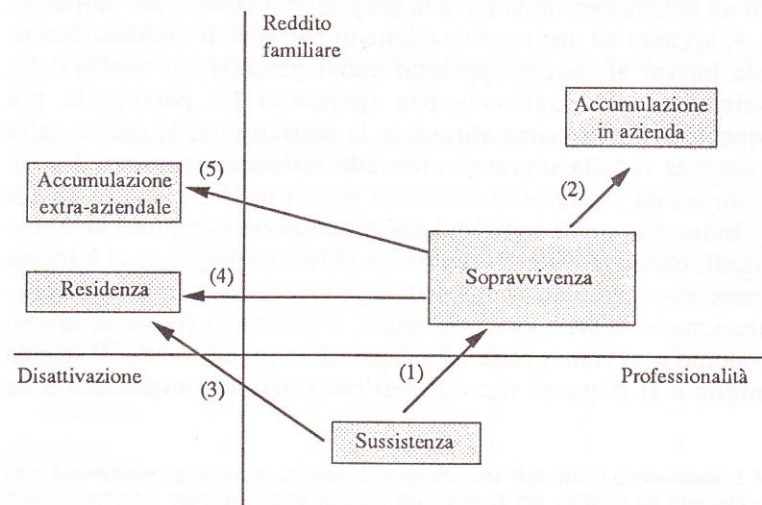 Reddito
familiare
Accumulazione
in azienda
(2)
(5)
Accumulazione
extra-aziendale
(4)
Sopravvivenza
Residenza
Disattivazione
(3)
(1)
Professionalità
Sussistenza